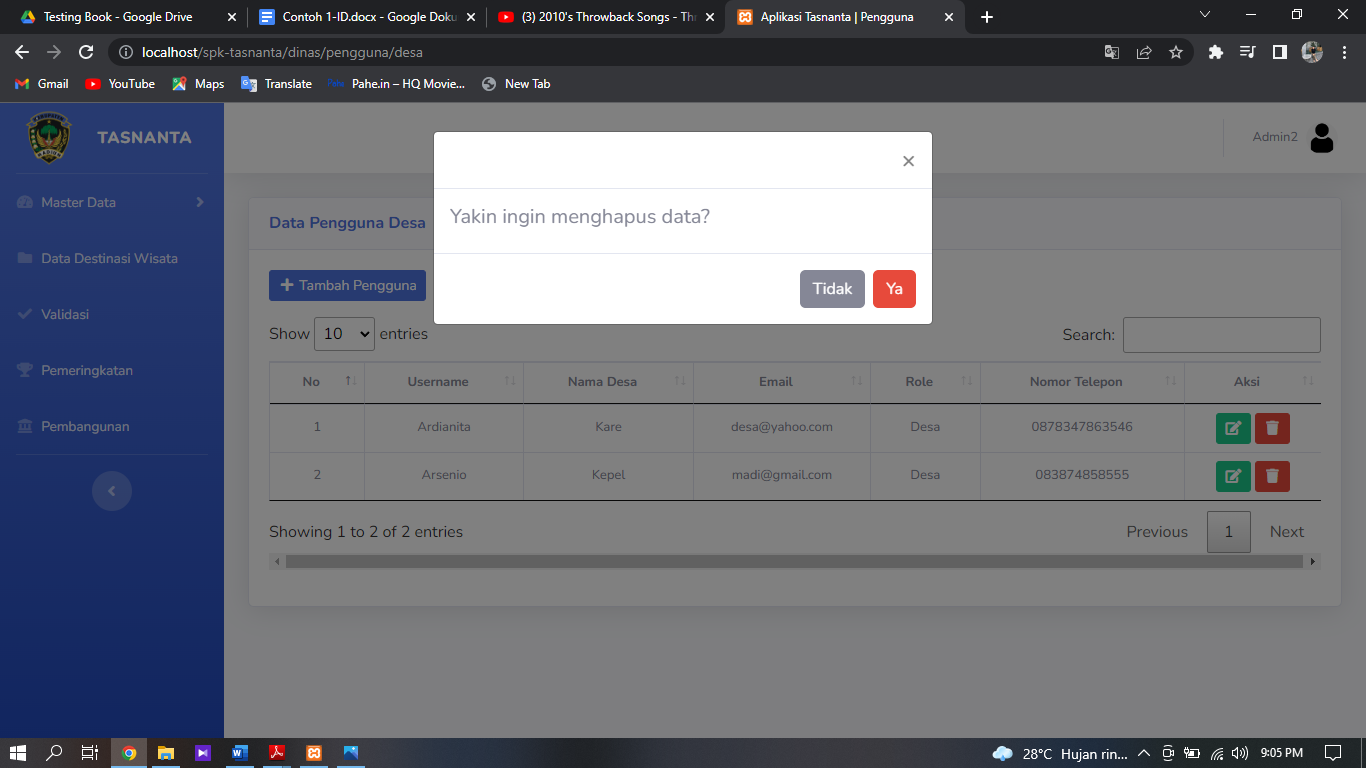 Testing Book - Google Drive
Contoh 1-ID.docx - Google Doku
(3) 2010's Throwback Songs - Thr
Aplikasi Tasnanta | Pengguna
localhost/spk-tasnanta/dinas/pengguna/desa
Gmail
YouTube
Maps
Translate
Pahe.in – HQ Movie...
New Tab
TASNANTA
Admin2
×
Master Data
Data Pengguna Desa
Yakin ingin menghapus data?
Data Destinasi Wisata
Tambah Pengguna
Tidak
Ya
Validasi
Show 10 entries
Search:
Pemeringkatan
No Username Nama Desa Email Role Nomor Telepon Aksi
Pembangunan
1 Ardianita Kare desa@yahoo.com Desa 0878347863546
2 Arsenio Kepel madi@gmail.com Desa 083874858555
Showing 1 to 2 of 2 entries
Previous 1 Next
28°C Hujan rin...
9:05 PM